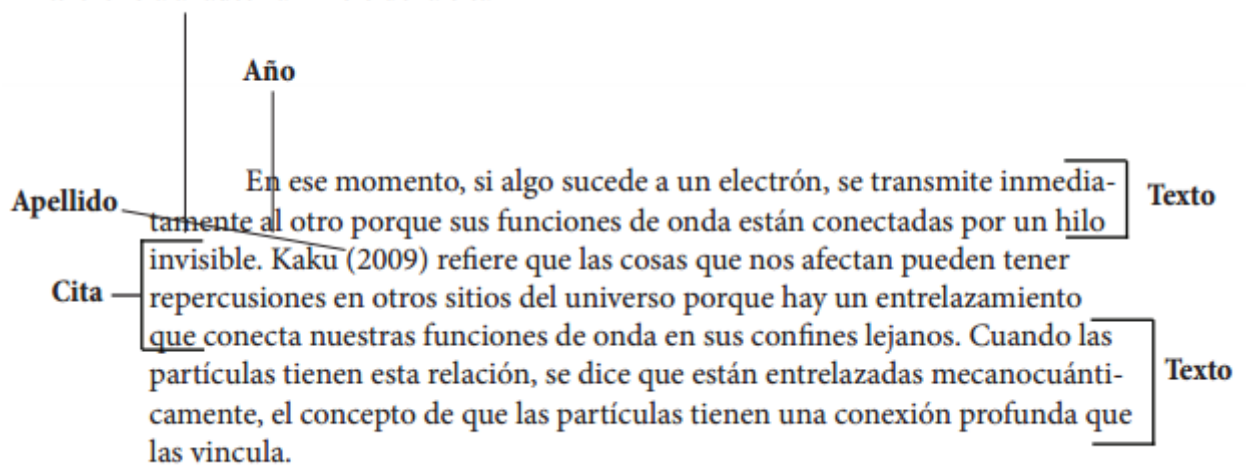 Año
En ese momento, si algo sucede a un electrón, se transmite inmedia-
Apellido
Texto
tamente al otro porque sus funciones de onda están conectadas por un hilo
invisible. Kaku (2009) refiere que las cosas que nos afectan pueden tener
Cita
repercusiones en otros sitios del universo porque hay un entrelazamiento
que conecta nuestras funciones de onda en sus confines lejanos. Cuando las
partículas tienen esta relación, se dice que están entrelazadas mecanocuánti-
Texto
camente, el concepto de que las partículas tienen una conexión profunda que
las vincula.